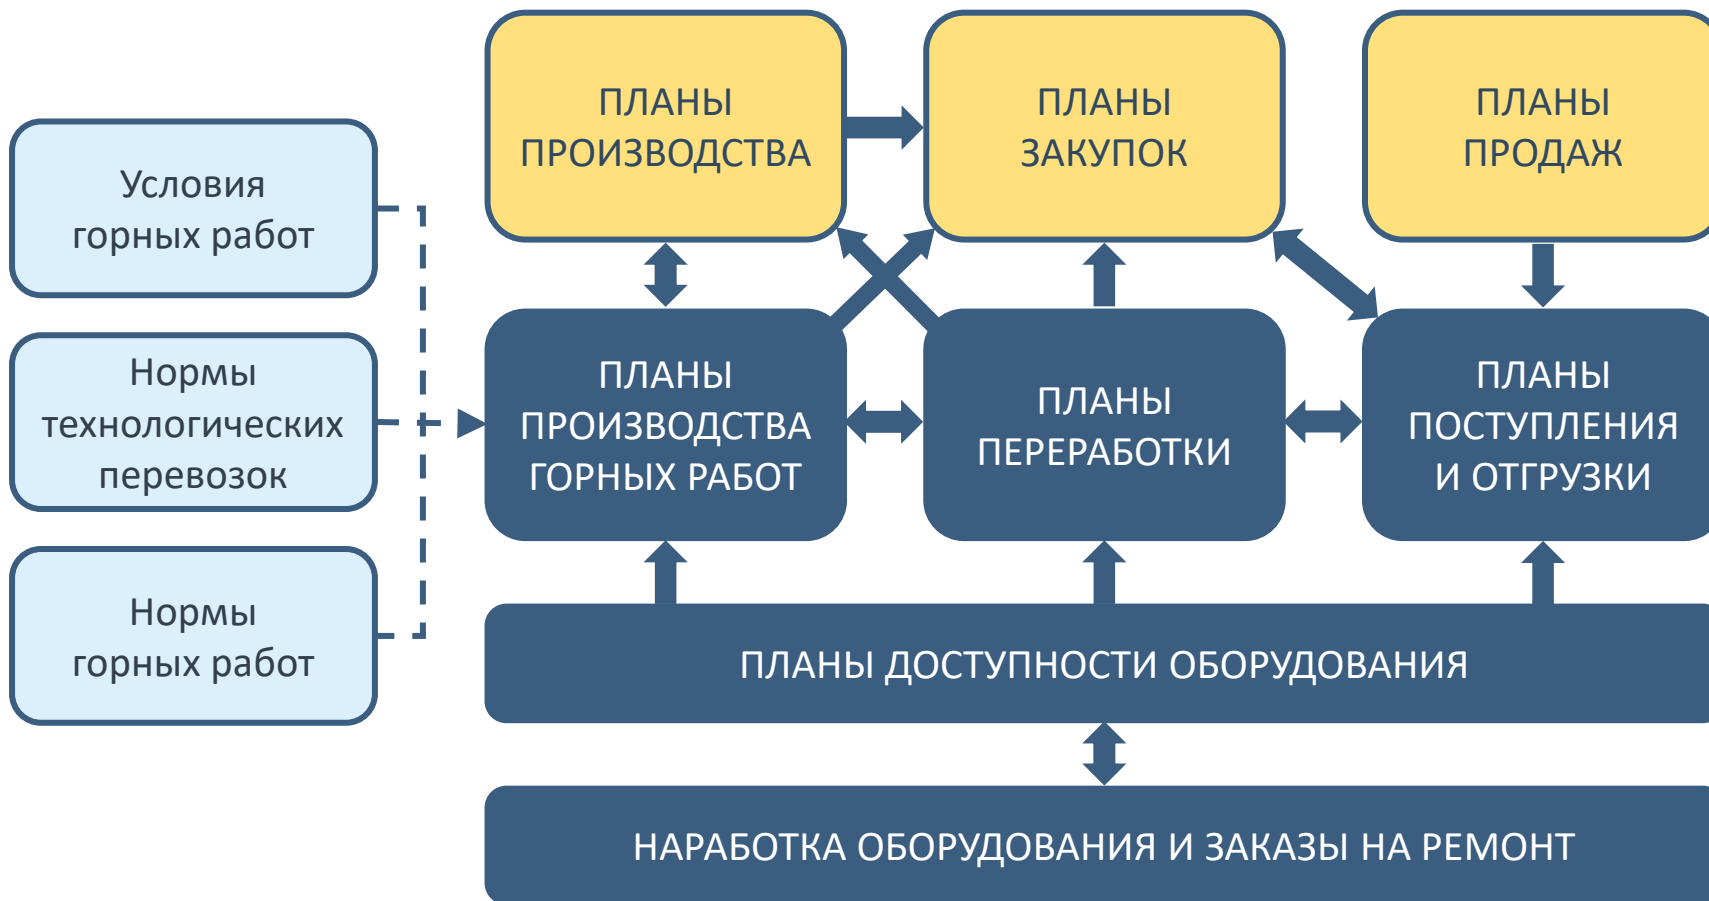 ПЛАНЫ
ПРОИЗВОДСТВА
ПЛАНЫ
ЗАКУПОК
ПЛАНЫ
ПРОДАЖ
Условия
горных работ
Нормы
технологических
перевозок
Нормы
горных работ
ПЛАНЫ
ПРОИЗВОДСТВА
ГОРНЫХ РАБОТ
ПЛАНЫ
ПЕРЕРАБОТКИ
ПЛАНЫ
ПОСТУПЛЕНИЯ
И ОТГРУЗКИ
ПЛАНЫ ДОСТУПНОСТИ ОБОРУДОВАНИЯ
НАРАБОТКА ОБОРУДОВАНИЯ И ЗАКАЗЫ НА РЕМОНТ